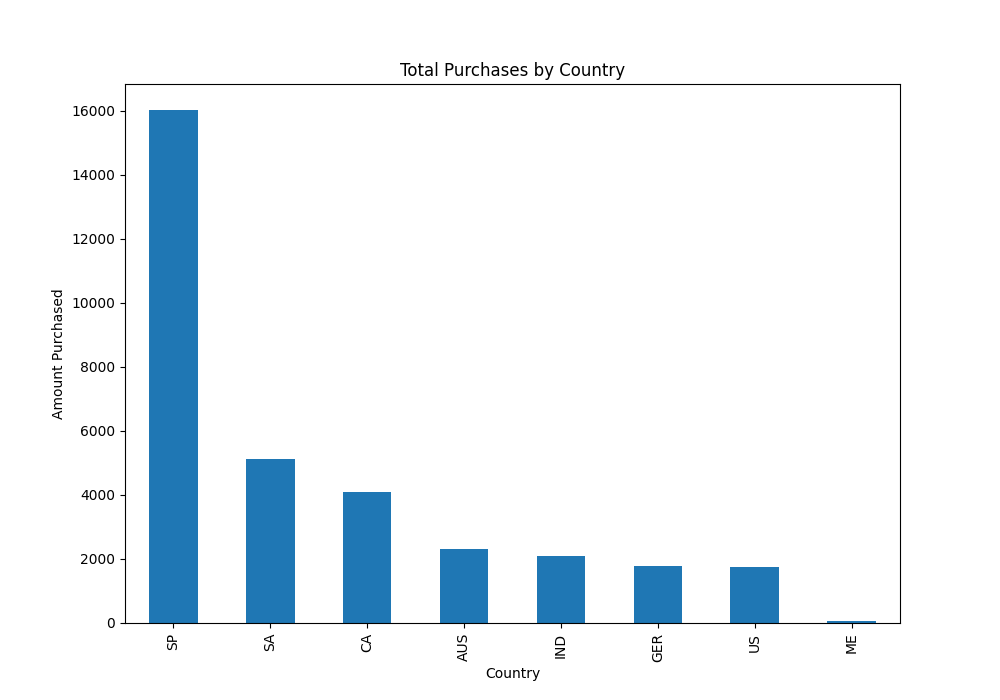 Total Purchases by Country
Amount Purchased
16000
14000
12000
10000
8000
6000
4000
2000
0
SP
SA
CA
AUS
IND
GER
US
ME
Country